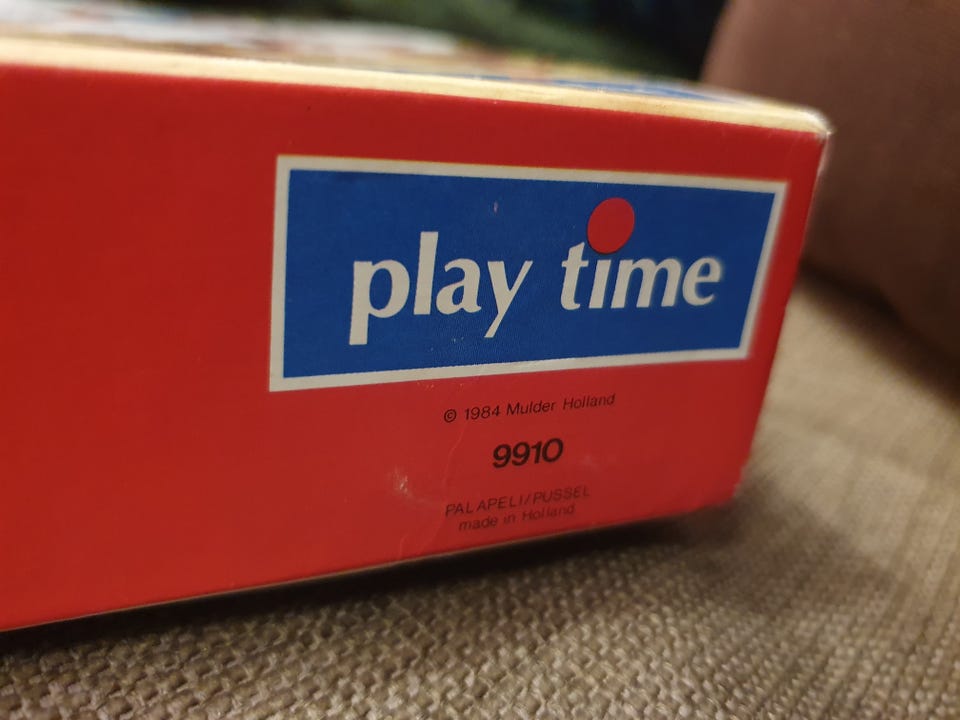 play time
© 1984 Mulder Holland
9910
PALAPELI/PUSSEL
made in Holland